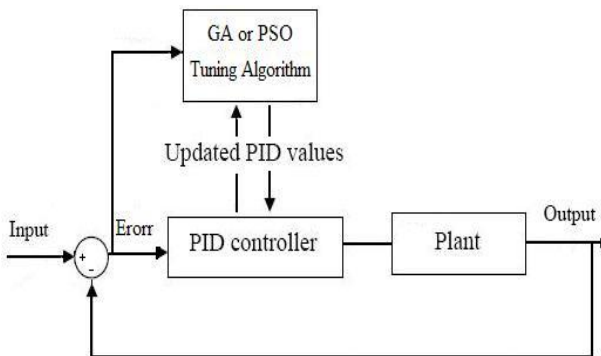 GA or PSO
Tuning Algorithm
Updated PID values
Input
Erorr
+
-
PID controller
Plant
Output